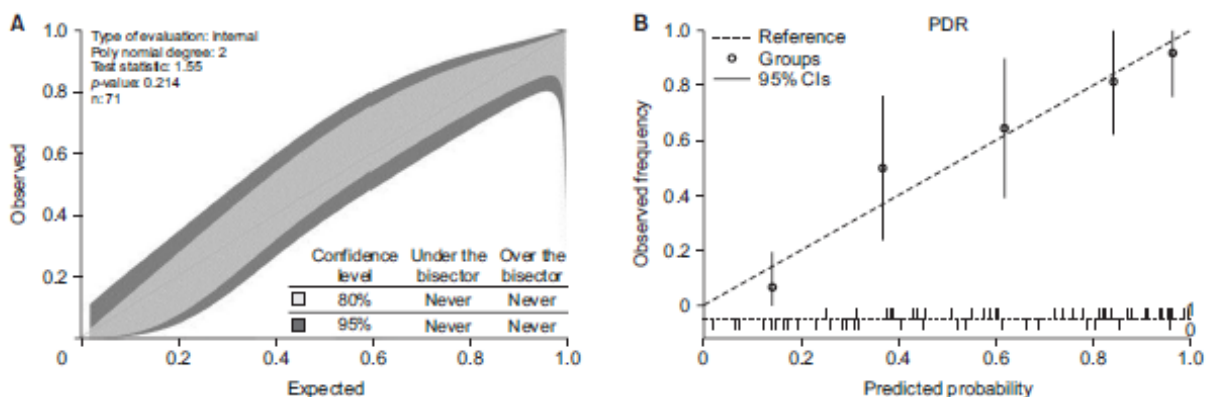 A
Type of evaluation: Internal
Poly nomial degree: 2
Test statistic: 1.55
p-value: 0.214
n: 71
1.0
0.8
0.6
0.4
0.2
0
0.2
0.4
0.6
0.8
1.0
Observed
Expected
Confidence level Under the bisector Over the bisector
80% Never Never
95% Never Never
B
PDR
Reference
Groups
95% CIs
1.0
0.8
0.6
0.4
0.2
0
0
0.2
0.4
0.6
0.8
1.0
1
0
Observed frequency
Predicted probability